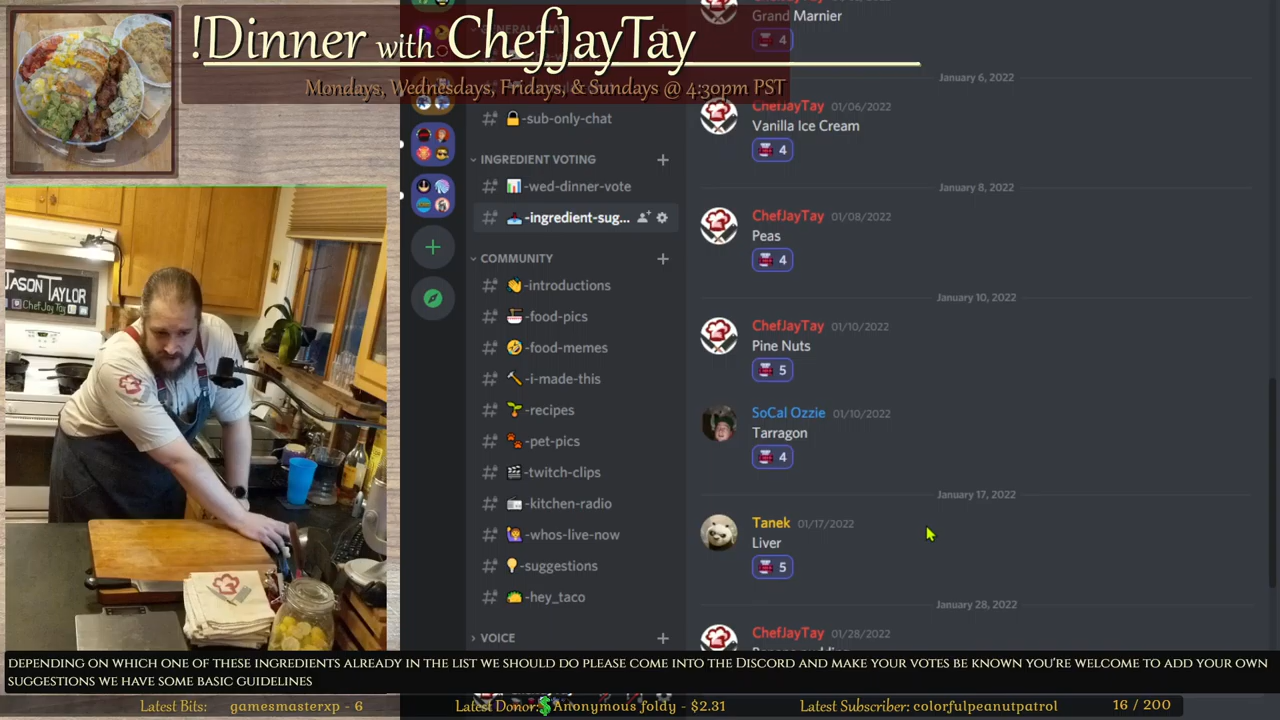 !Dinner with ChefJayTay
Mondays, Wednesdays, Fridays, & Sundays @ 4:30pm PST
Grand Marnier
4
-sub-only-chat
INGREDIENT VOTING
-wed-dinner-vote
-ingredient-sug...
COMMUNITY
-introductions
-food-pics
-food-memes
-i-made-this
-recipes
-pet-pics
-twitch-clips
-kitchen-radio
-whos-live-now
-suggestions
-hey_taco
VOICE
January 6, 2022
ChefJayTay 01/06/2022
Vanilla Ice Cream
4
January 8, 2022
ChefJayTay 01/08/2022
Peas
4
January 10, 2022
ChefJayTay 01/10/2022
Pine Nuts
5
SoCal Ozzie 01/10/2022
Tarragon
4
January 17, 2022
Tanek 01/17/2022
Liver
5
January 28, 2022
ChefJayTay 01/28/2022
JASON
TAYLOR
ChefJayTay
DEPENDING ON WHICH ONE OF THESE INGREDIENTS ALREADY IN THE LIST WE SHOULD DO PLEASE COME INTO THE DISCORD AND MAKE YOUR VOTES BE KNOWN YOU'RE WELCOME TO ADD YOUR OWN
SUGGESTIONS WE HAVE SOME BASIC GUIDELINES
Latest Bits: gamesmasterxp - 6
Latest Donor: Anonymous foldy - $2.31
Latest Subscriber: colorfulpeanutpatrol
16 / 200